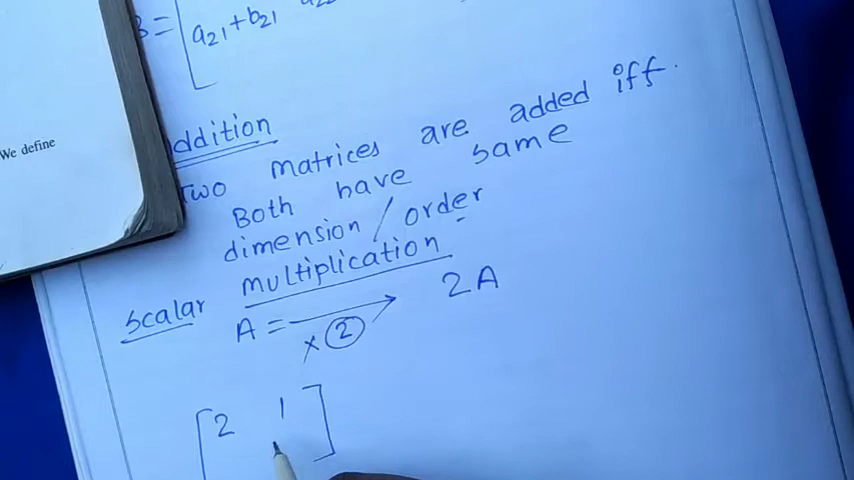 B = [a21+b21
We define
ddition
Two matrices are added iff.
Both have same
dimension / order
Scalar multiplication
A = → 2A
× 2
2 1